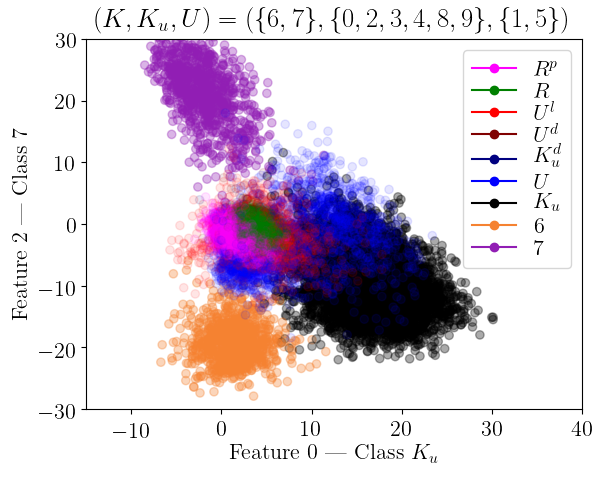 (K, K_u, U) = ({6, 7}, {0, 2, 3, 4, 8, 9}, {1, 5})
30
20
10
0
−10
−20
−30
Feature 2 — Class 7
R^p
R
U^l
U^d
K_u^d
U
K_u
6
7
−10
0
10
20
30
40
Feature 0 — Class K_u